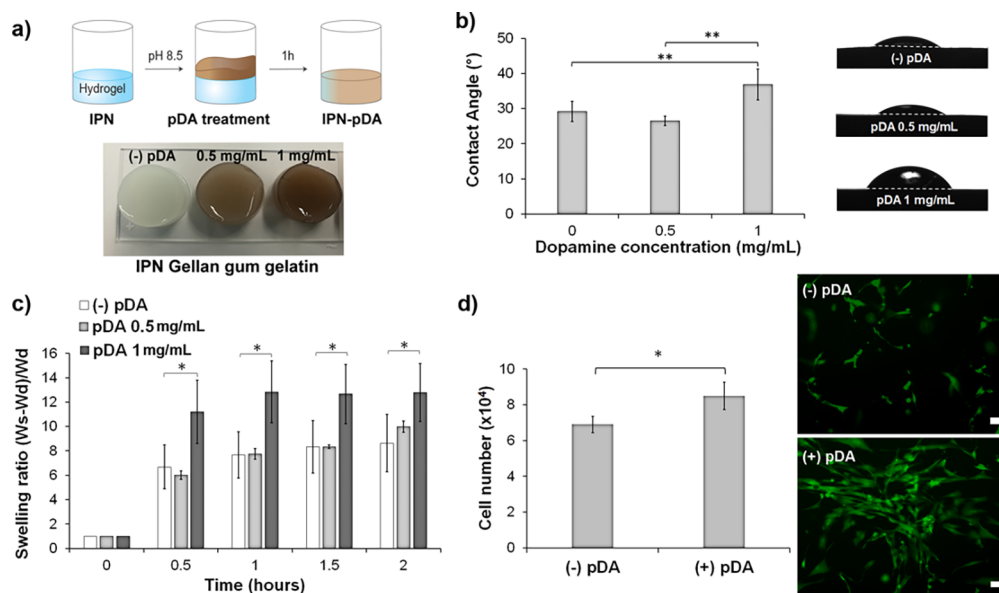 a)
pH 8.5
1h
Hydrogel
IPN
pDA treatment
IPN-pDA
(-) pDA
0.5 mg/mL
1 mg/mL
IPN Gellan gum gelatin
b)
Contact Angle (°)
40
35
30
25
20
15
10
5
0
**
**
0
0.5
1
Dopamine concentration (mg/mL)
(-) pDA
pDA 0.5 mg/mL
pDA 1 mg/mL
c)
(-) pDA
pDA 0.5 mg/mL
pDA 1 mg/mL
Swelling ratio (Ws-Wd)/Wd
16
14
12
10
8
6
4
2
0
*
*
*
*
0
0.5
1
1.5
2
Time (hours)
d)
Cell number (x10⁴)
10
8
6
4
2
0
*
(-) pDA
(+) pDA
(-) pDA
(+) pDA